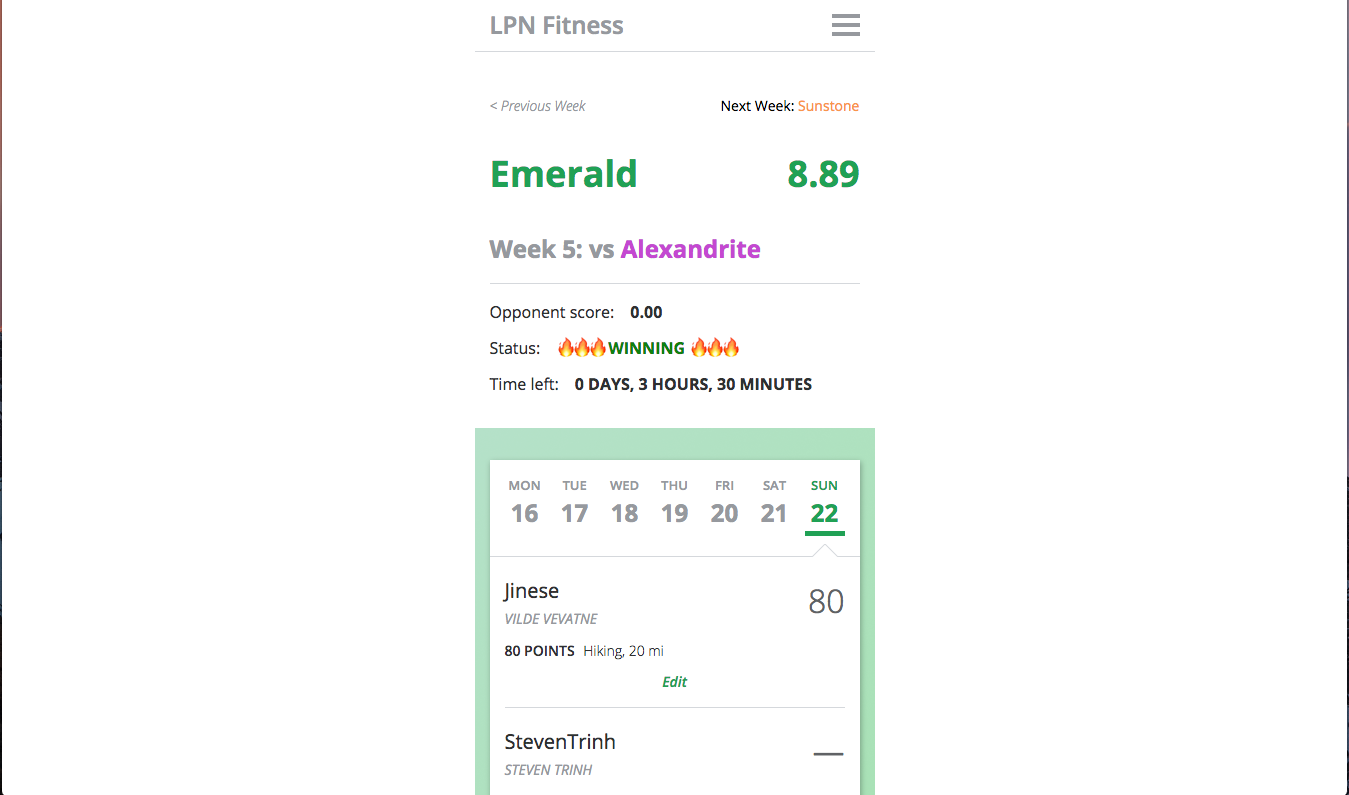 LPN Fitness
< Previous Week Next Week: Sunstone
Emerald 8.89
Week 5: vs Alexandrite
Opponent score: 0.00
Status: 🔥🔥🔥WINNING 🔥🔥🔥
Time left: 0 DAYS, 3 HOURS, 30 MINUTES
MON TUE WED THU FRI SAT SUN
16 17 18 19 20 21 22
Jinese 80
VILDE VEVATNE
80 POINTS Hiking, 20 mi
Edit
StevenTrinh —
STEVEN TRINH